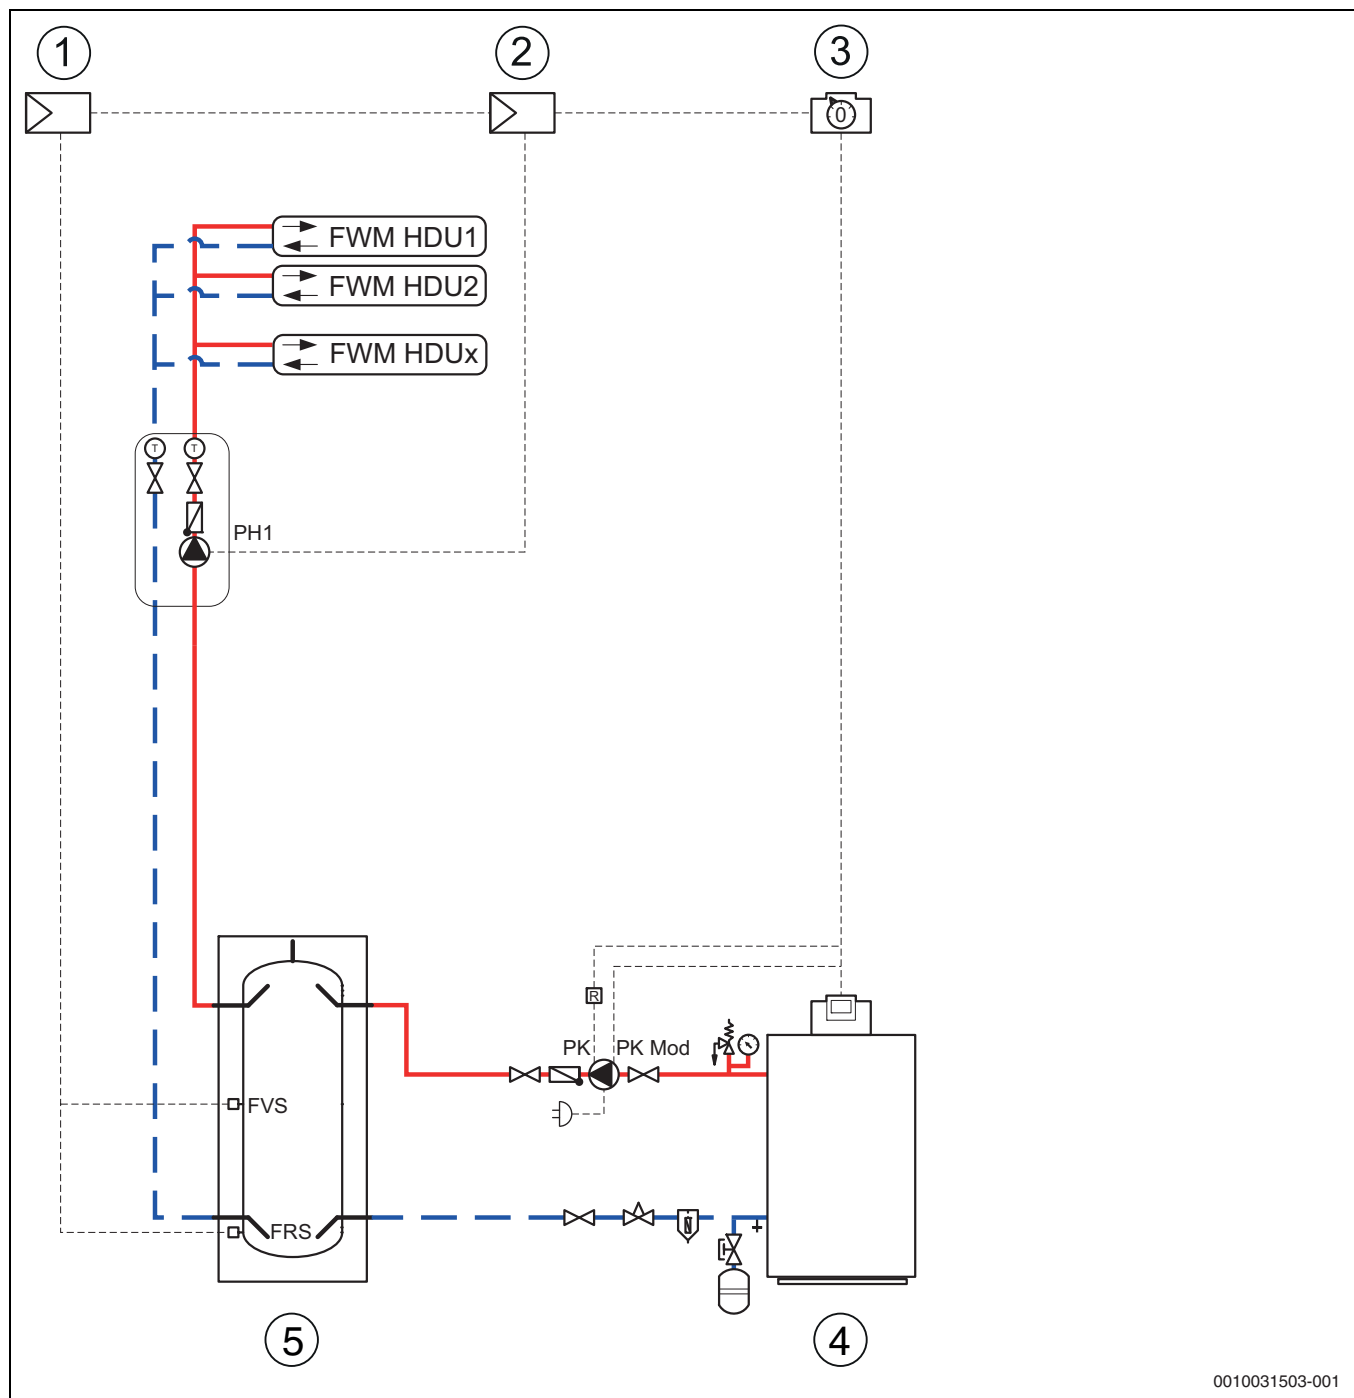 1
2
3
0
FWM HDU1
FWM HDU2
FWM HDUx
T
T
PH1
R
PK
PK Mod
FVS
FRS
5
4
0010031503-001